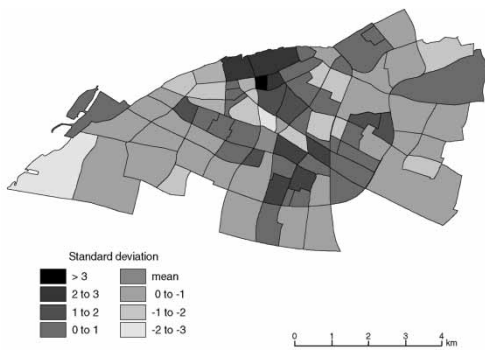 Standard deviation
> 3
mean
2 to 3
0 to -1
1 to 2
-1 to -2
0 to 1
-2 to -3
0 1 2 3 4
km